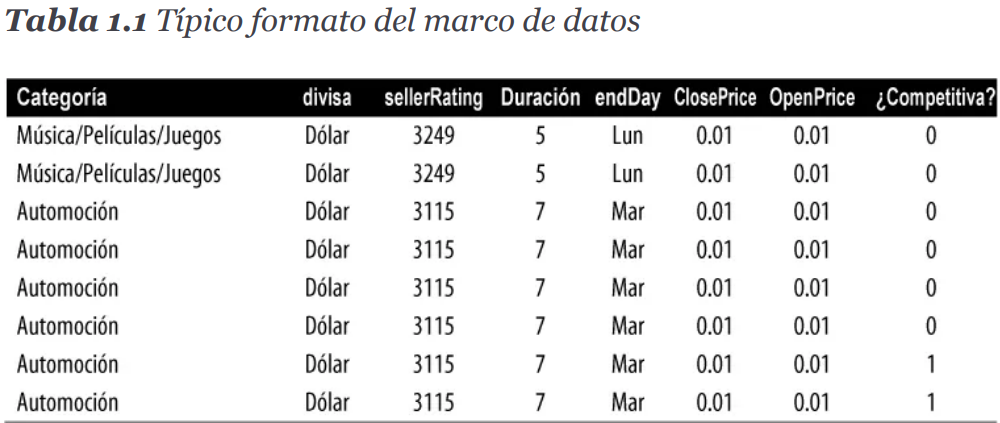 Tabla 1.1 Típico formato del marco de datos
Categoría divisa sellerRating Duración endDay ClosePrice OpenPrice ¿Competitiva?
Música/Películas/Juegos Dólar 3249 5 Lun 0.01 0.01 0
Música/Películas/Juegos Dólar 3249 5 Lun 0.01 0.01 0
Automoción Dólar 3115 7 Mar 0.01 0.01 0
Automoción Dólar 3115 7 Mar 0.01 0.01 0
Automoción Dólar 3115 7 Mar 0.01 0.01 0
Automoción Dólar 3115 7 Mar 0.01 0.01 0
Automoción Dólar 3115 7 Mar 0.01 0.01 1
Automoción Dólar 3115 7 Mar 0.01 0.01 1